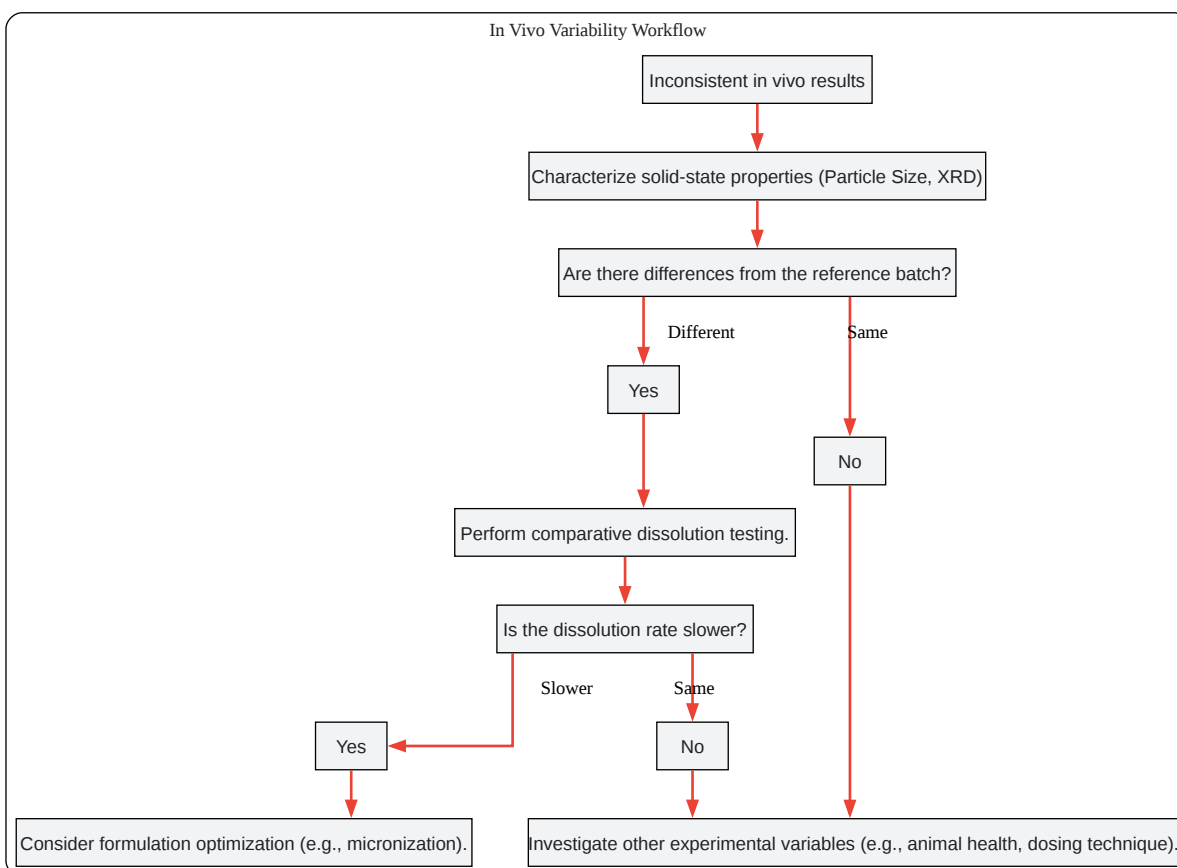 In Vivo Variability Workflow
Inconsistent in vivo results
Characterize solid-state properties (Particle Size, XRD)
Are there differences from the reference batch?
Different
Same
Yes
No
Perform comparative dissolution testing.
Is the dissolution rate slower?
Slower
Same
Yes
No
Consider formulation optimization (e.g., micronization).
Investigate other experimental variables (e.g., animal health, dosing technique).